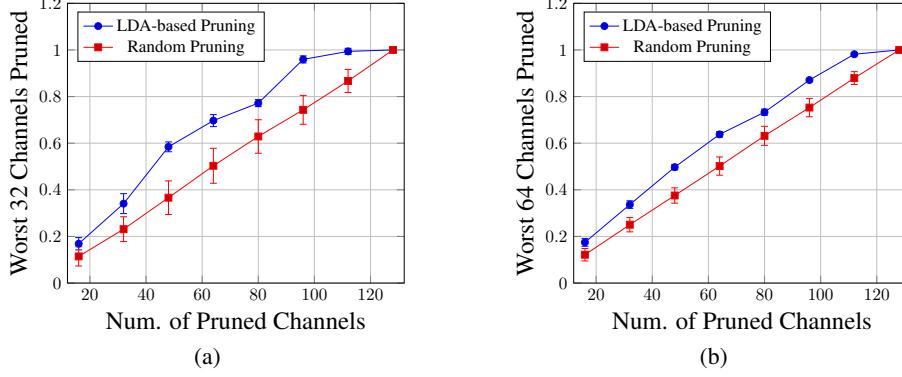 1.2
1
0.8
0.6
0.4
0.2
0
20 40 60 80 100 120
Worst 32 Channels Pruned
Num. of Pruned Channels
LDA-based Pruning
Random Pruning
(a)
1.2
1
0.8
0.6
0.4
0.2
0
20 40 60 80 100 120
Worst 64 Channels Pruned
Num. of Pruned Channels
LDA-based Pruning
Random Pruning
(b)